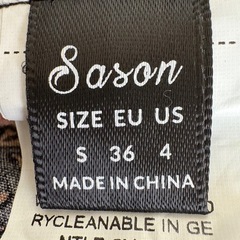 Sason
SIZE EU US
S 36 4
MADE IN CHINA
RYCLEANABLE IN GE